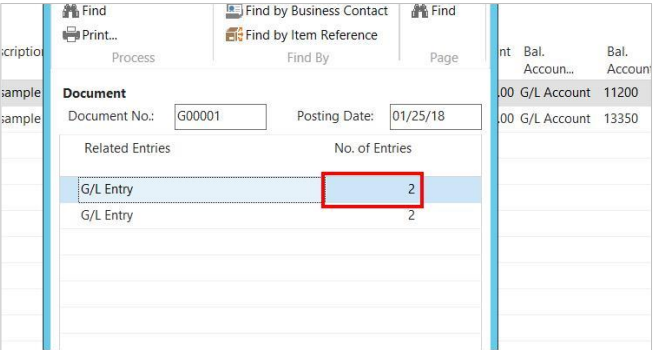 Find
Find by Business Contact
Find
Print...
Find by Item Reference
Process
Find By
Page
scription
nt
Bal. Accoun...
Bal. Account
sample
.00
G/L Account
11200
sample
.00
G/L Account
13350
Document
Document No.:
G00001
Posting Date:
01/25/18
Related Entries
No. of Entries
G/L Entry
2
G/L Entry
2